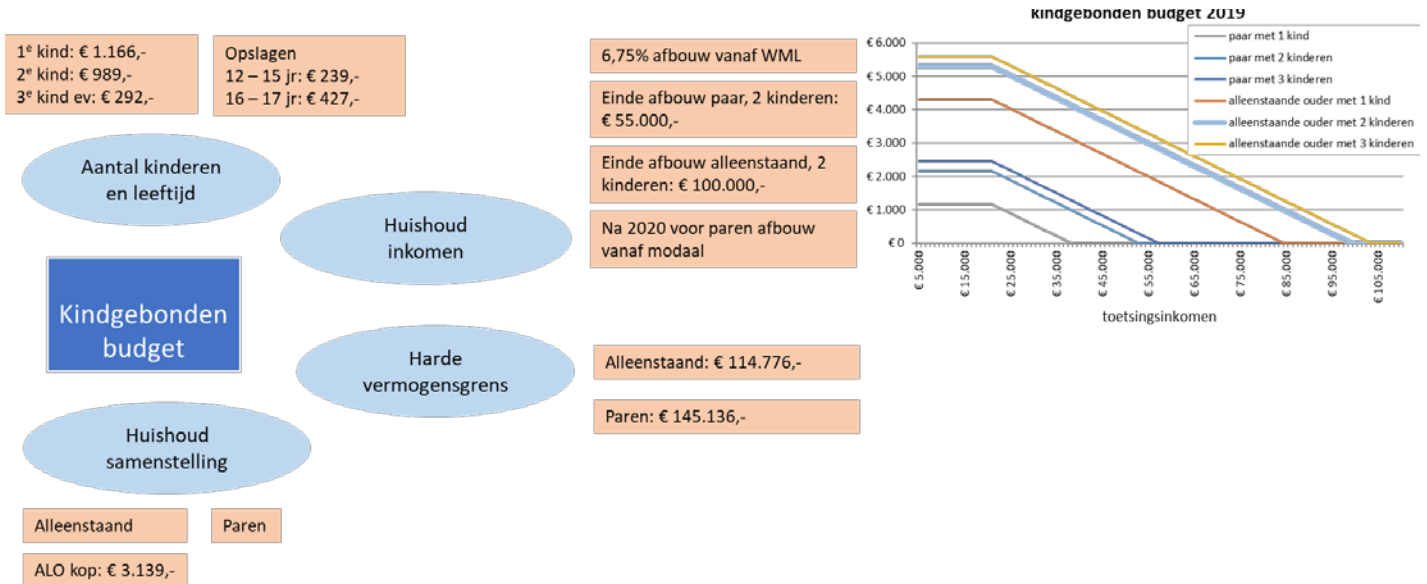 1e kind: € 1.166,-
2e kind: € 989,-
3e kind ev: € 292,-
Opslagen
12 – 15 jr: € 239,-
16 – 17 jr: € 427,-
Aantal kinderen
en leeftijd
Huishoud
inkomen
Kindgebonden
budget
Harde
vermogensgrens
Huishoud
samenstelling
Alleenstaand
Paren
ALO kop: € 3.139,-
6,75% afbouw vanaf WML
Einde afbouw paar, 2 kinderen:
€ 55.000,-
Einde afbouw alleenstaand, 2
kinderen: € 100.000,-
Na 2020 voor paren afbouw
vanaf modaal
Alleenstaand: € 114.776,-
Paren: € 145.136,-
kindgebonden budget 2019
€ 6.000
€ 5.000
€ 4.000
€ 3.000
€ 2.000
€ 1.000
€ 0
paar met 1 kind
paar met 2 kinderen
paar met 3 kinderen
alleenstaande ouder met 1 kind
alleenstaande ouder met 2 kinderen
alleenstaande ouder met 3 kinderen
€ 5.000
€ 15.000
€ 25.000
€ 35.000
€ 45.000
€ 55.000
€ 65.000
€ 75.000
€ 85.000
€ 95.000
€ 105.000
toetsingsinkomen